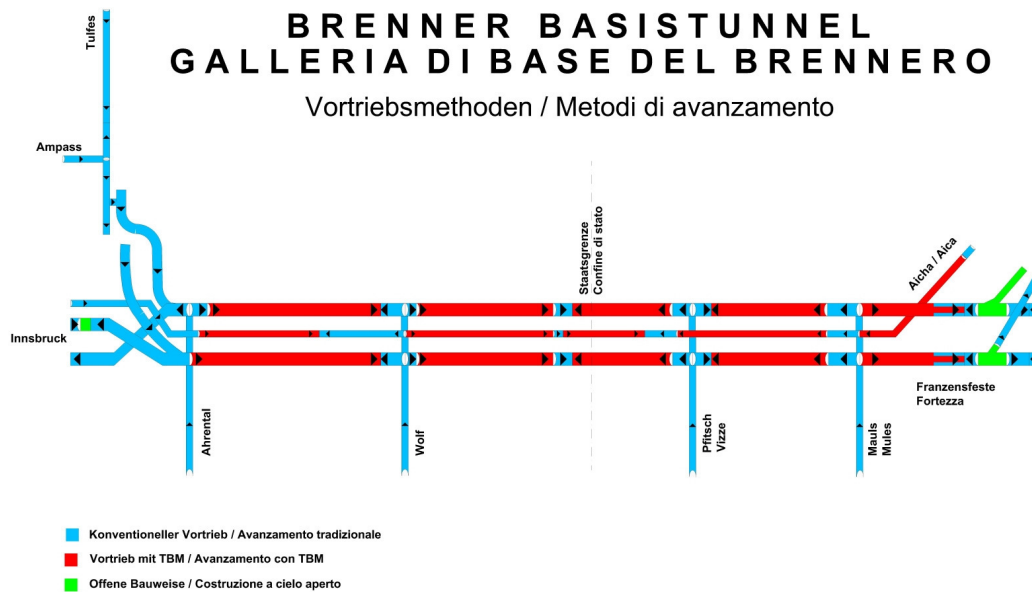 BRENNER BASISTUNNEL
GALLERIA DI BASE DEL BRENNERO
Vortriebsmethoden / Metodi di avanzamento
Tulfes
Ampass
Staatsgrenze
Confine di stato
Aicha / Aica
Innsbruck
Franzensfeste
Fortezza
Ahrental
Wolf
Pfitsch
Vizze
Mauls
Mules
Konventioneller Vortrieb / Avanzamento tradizionale
Vortrieb mit TBM / Avanzamento con TBM
Offene Bauweise / Costruzione a cielo aperto